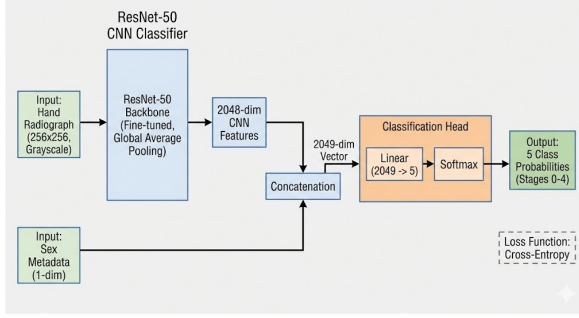 ResNet-50
CNN Classifier
Input:
Hand
Radiograph
(256x256,
Grayscale)
ResNet-50
Backbone
(Fine-tuned,
Global Average
Pooling)
2048-dim
CNN
Features
Concatenation
2049-dim
Vector
Classification Head
Linear
(2049 -> 5)
Softmax
Output:
5 Class
Probabilities
(Stages 0-4)
Input:
Sex
Metadata
(1-dim)
Loss Function:
Cross-Entropy